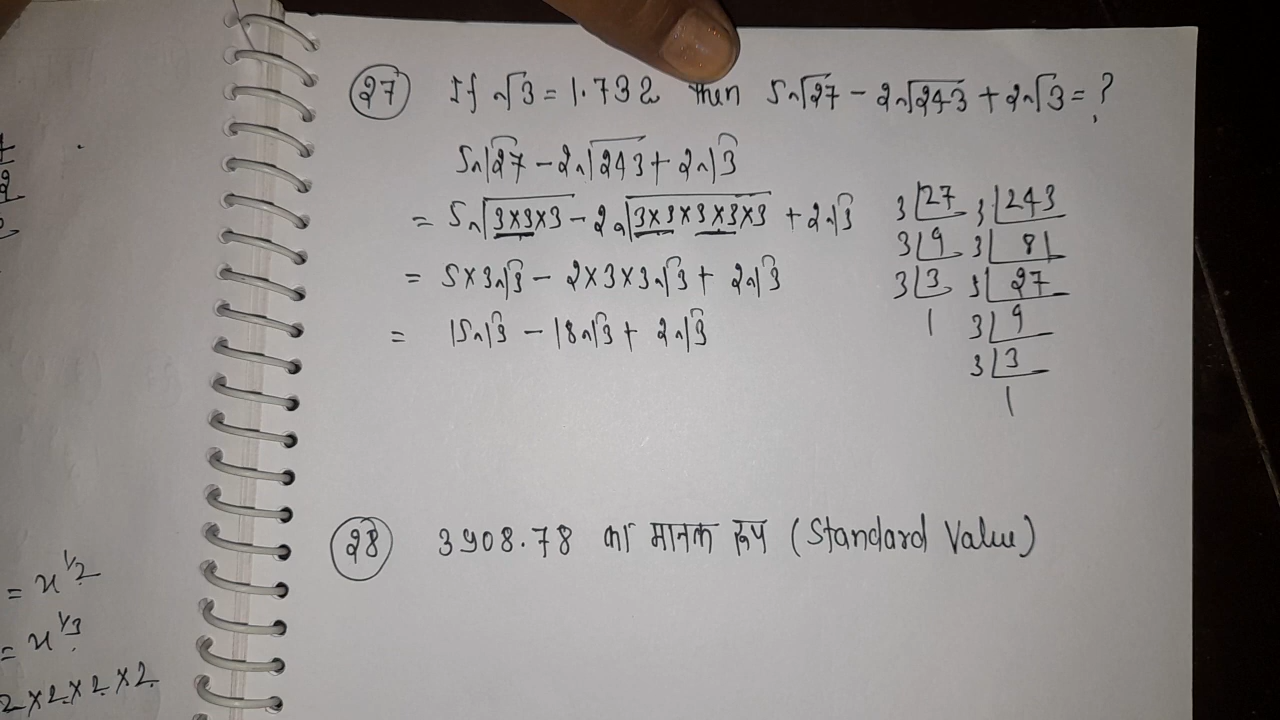 27 If √3 = 1.732 then 5√27 - 2√243 + 2√3 = ?
5√27 - 2√243 + 2√3
= 5√3×3×3 - 2√3×3×3×3×3 + 2√3
= 5×3√3 - 2×3×3√3 + 2√3
= 15√3 - 18√3 + 2√3
3 27
3 9
3 3
1
3 243
3 81
3 27
3 9
3 3
1
28 3908.78 का मानक रूप (Standard Value)
= x^1/2
= x^1/3
2×2×2×2